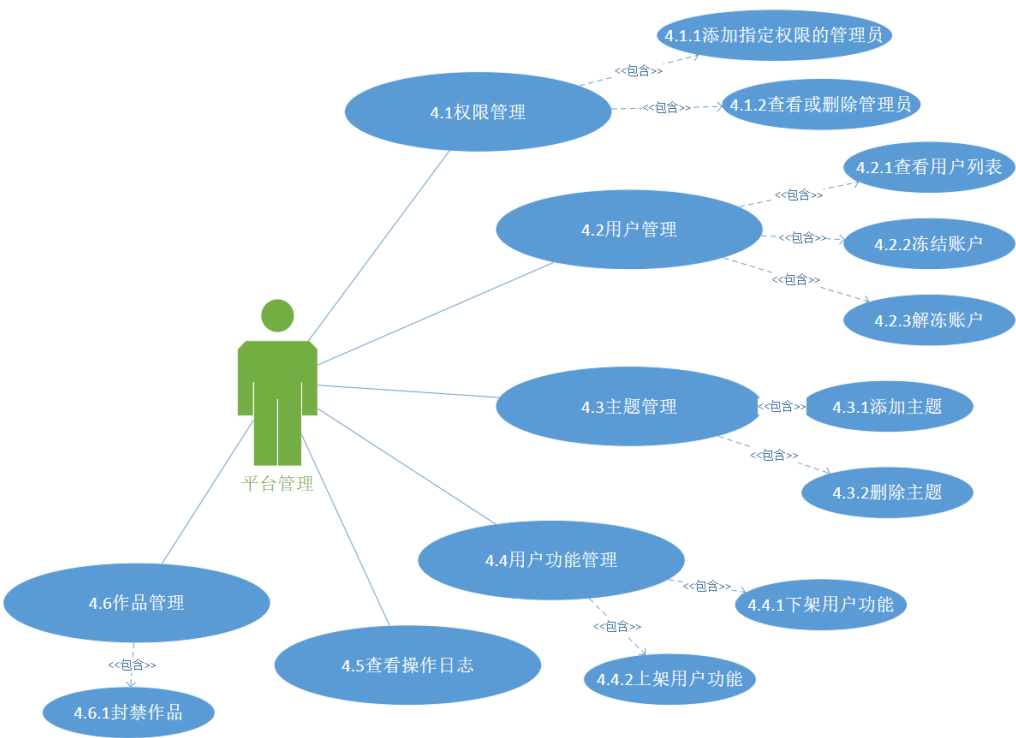 4.1.1添加指定权限的管理员
<<包含>>
4.1权限管理
<<包含>>
4.1.2查看或删除管理员
4.2.1查看用户列表
<<包含>>
4.2用户管理
<<包含>>
4.2.2冻结账户
<<包含>>
4.2.3解冻账户
4.3主题管理
<<包含>>
4.3.1添加主题
<<包含>>
4.3.2删除主题
平台管理
4.4用户功能管理
<<包含>>
4.4.1下架用户功能
<<包含>>
4.4.2上架用户功能
4.5查看操作日志
4.6作品管理
<<包含>>
4.6.1封禁作品